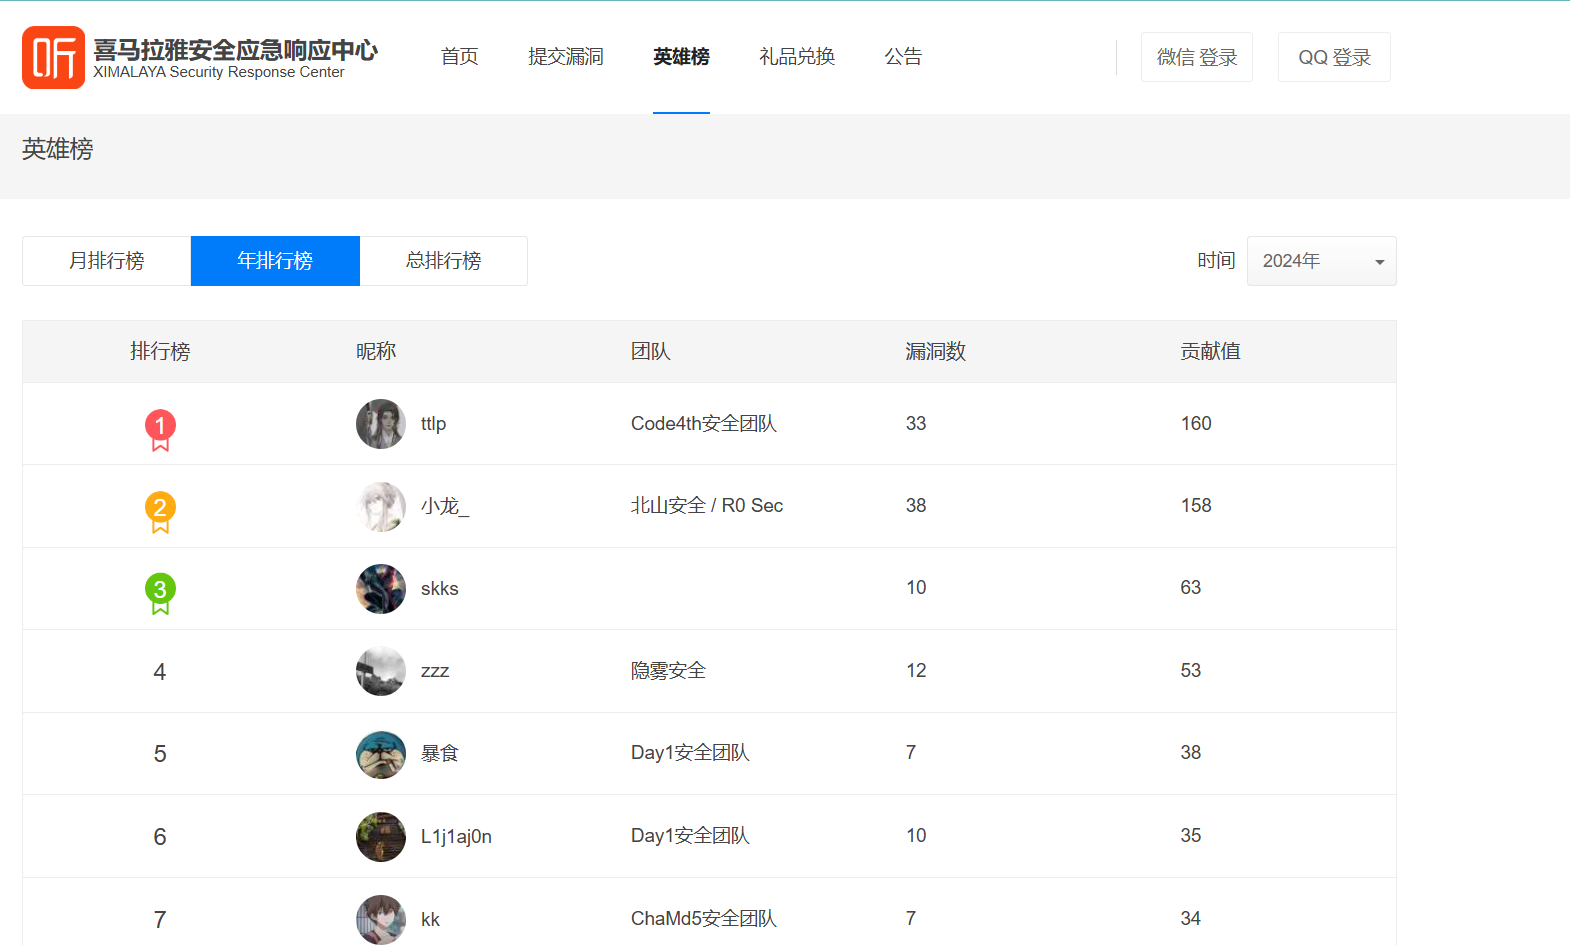 听 喜马拉雅安全应急响应中心
XIMALAYA Security Response Center
首页 提交漏洞 英雄榜 礼品兑换 公告 微信 登录 QQ 登录
英雄榜
月排行榜 年排行榜 总排行榜 时间 2024年
排行榜 昵称 团队 漏洞数 贡献值
1 ttlp Code4th安全团队 33 160
2 小龙_ 北山安全 / R0 Sec 38 158
3 skks 10 63
4 zzz 隐雾安全 12 53
5 暴食 Day1安全团队 7 38
6 L1j1aj0n Day1安全团队 10 35
7 kk ChaMd5安全团队 7 34